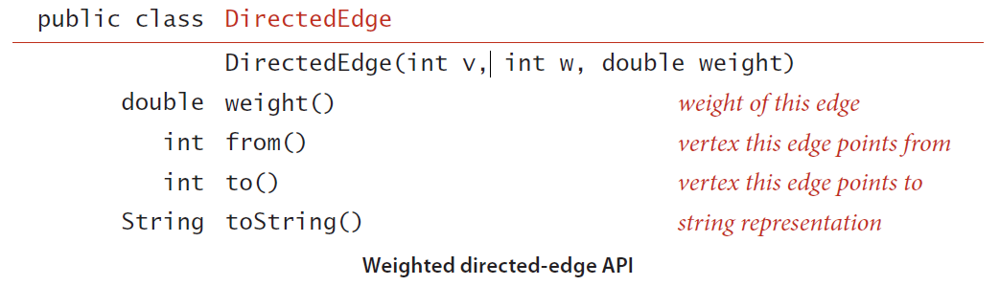 public class DirectedEdge
DirectedEdge(int v, int w, double weight)
double weight() weight of this edge
int from() vertex this edge points from
int to() vertex this edge points to
String toString() string representation
Weighted directed-edge API